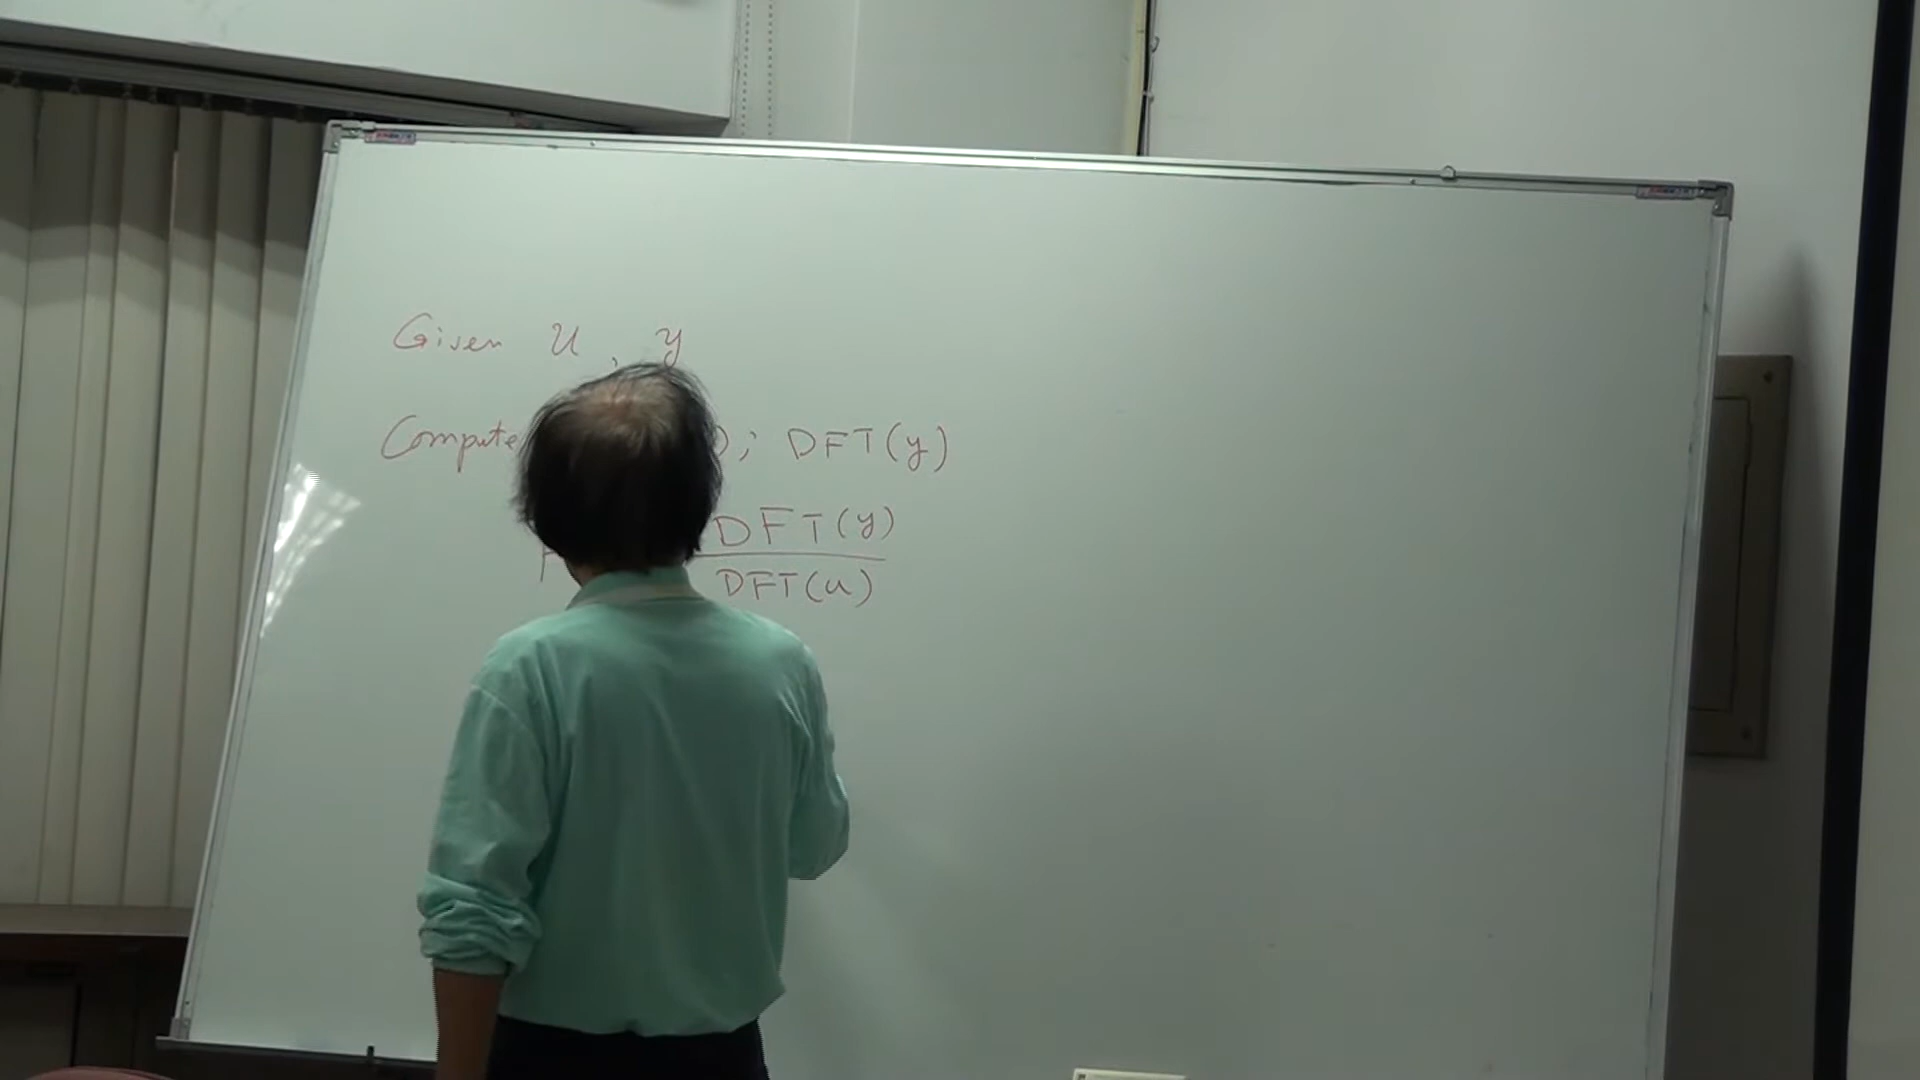 Given u, y
Compute ); DFT(y)
DFT(y)
DFT(u)